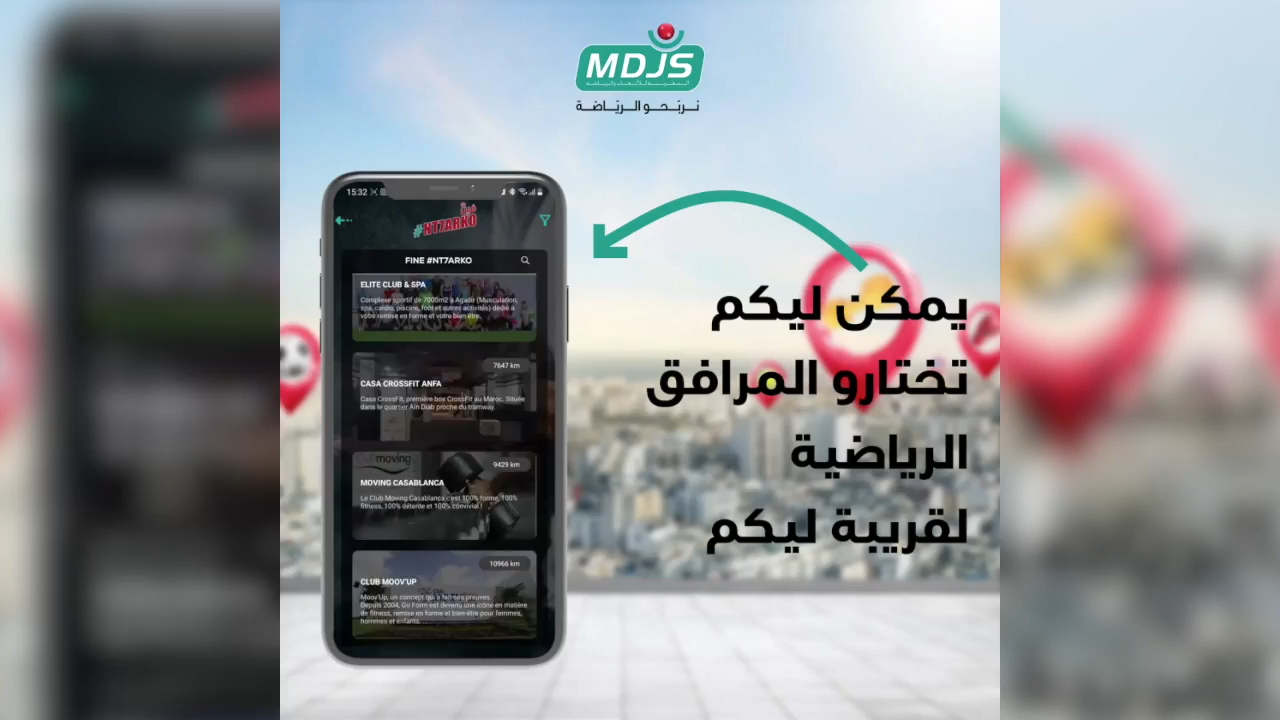 MDJS
المغربية للألعاب والرياضة
نربحو الرياضة
15:32
فين
#NT7ARKO
FINE #NT7ARKO
ELITE CLUB & SPA
Complexe sportif de 7000m2 à Agadir (Musculation,
spa, cardio, piscine, foot et autres activités) dédié à
votre remise en forme et votre bien être.
7647 km
CASA CROSSFIT ANFA
Casa CrossFit, première box CrossFit au Maroc. Située
dans le quartier Ain Diab proche du tramway.
moving
9429 km
MOVING CASABLANCA
Le Club Moving Casablanca c'est 100% forme, 100%
fitness, 100% détente et 100% convivial !
10966 km
CLUB MOOV'UP
Moov'Up, un concept qui a fait ses preuves.
Depuis 2004, Go Form est devenu une icône en matière
de fitness, remise en forme et bien-être pour femmes,
hommes et enfants. ...
يمكن ليكم
تختارو المرافق
الرياضية
لقريبة ليكم